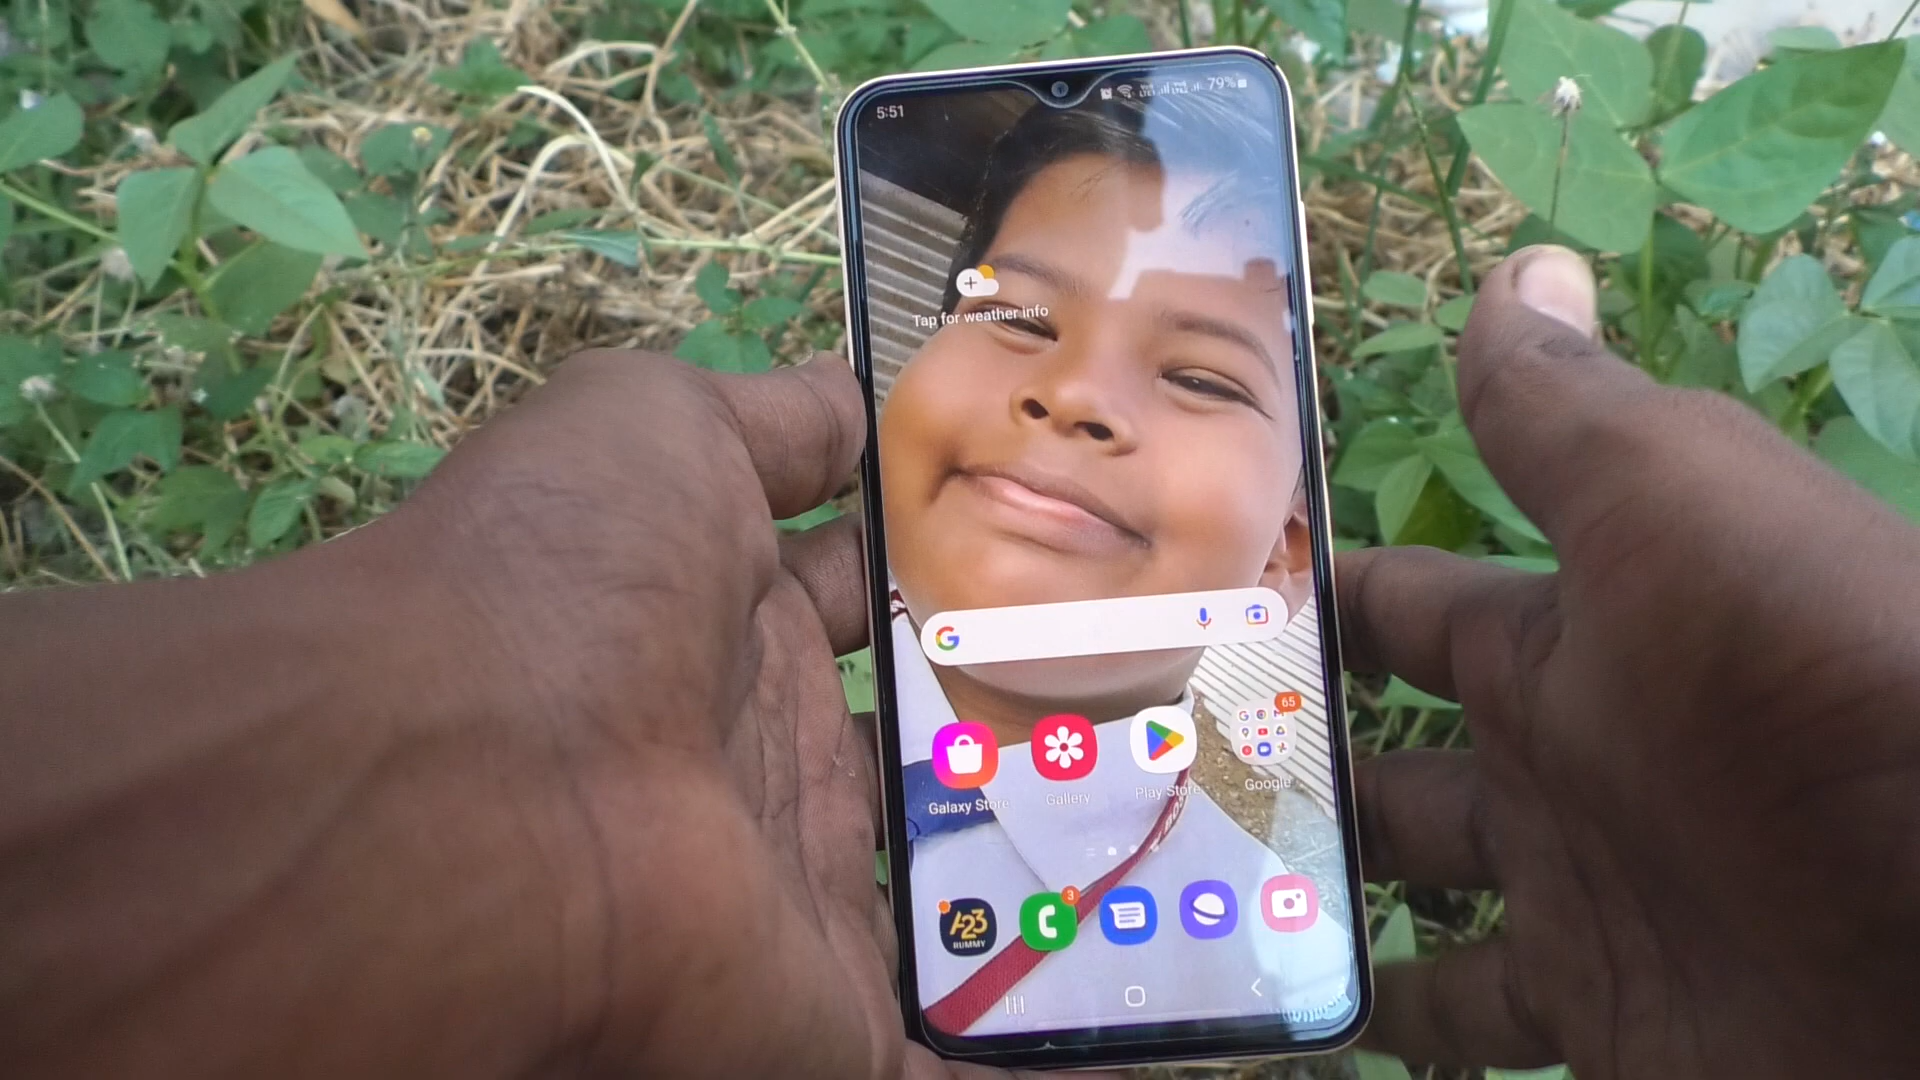 5:51
79%
Tap for weather info
G
65
Galaxy Store
Gallery
Play Store
Google
3
A23
RUMMY